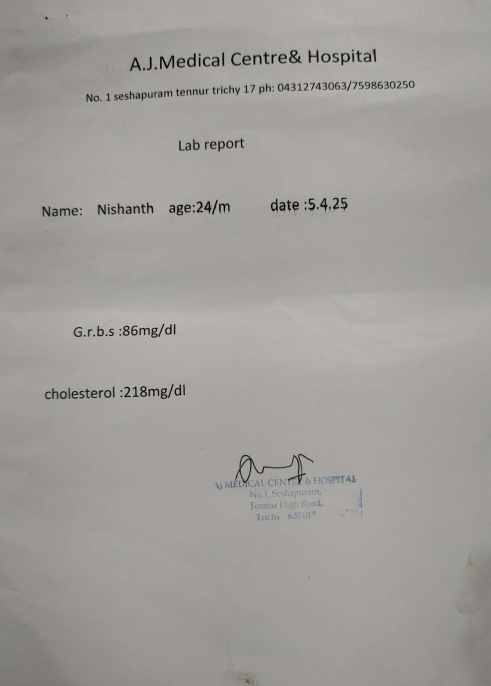 A.J.Medical Centre& Hospital
No. 1 seshapuram tennur trichy 17 ph: 04312743063/7598630250
Lab report
Name: Nishanth age:24/m date :5.4.25
G.r.b.s :86mg/dl
cholesterol :218mg/dl
AJ MEDICAL CENTRE & HOSPITAL
No.1, Seshapuram,
Tennur High Road,
Trichy - 620 017